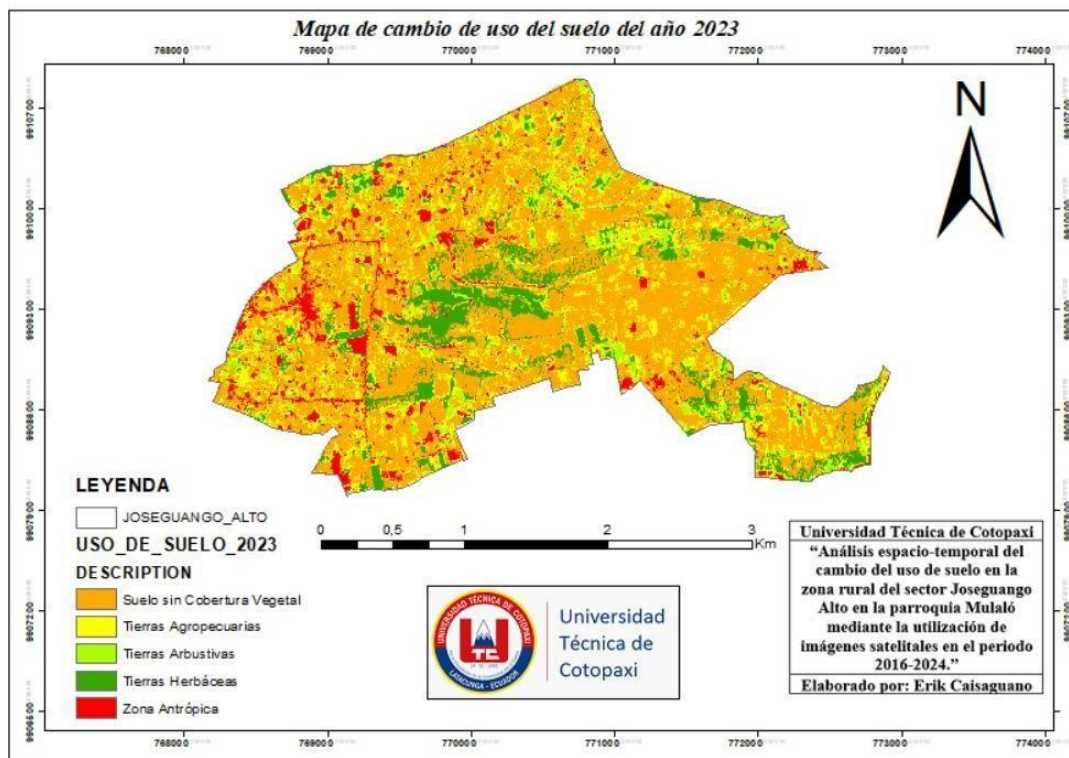 Mapa de cambio de uso del suelo del año 2023
768000 769000 770000 771000 772000 773000 774000
N
LEYENDA
JOSEGUANGO_ALTO
USO_DE_SUELO_2023
DESCRIPTION
Suelo sin Cobertura Vegetal
Tierras Agropecuarias
Tierras Arbustivas
Tierras Herbáceas
Zona Antrópica
0 0,5 1 2 3
Km
UNIVERSIDAD TÉCNICA DE COTOPAXI
UTC
LATACUNGA - ECUADOR
Universidad
Técnica de
Cotopaxi
Universidad Técnica de Cotopaxi
“Análisis espacio-temporal del
cambio del uso de suelo en la
zona rural del sector Joseguango
Alto en la parroquia Mulaló
mediante la utilización de
imágenes satelitales en el periodo
2016-2024.”
Elaborado por: Erik Caisaguano
768000 769000 770000 771000 772000 773000 774000